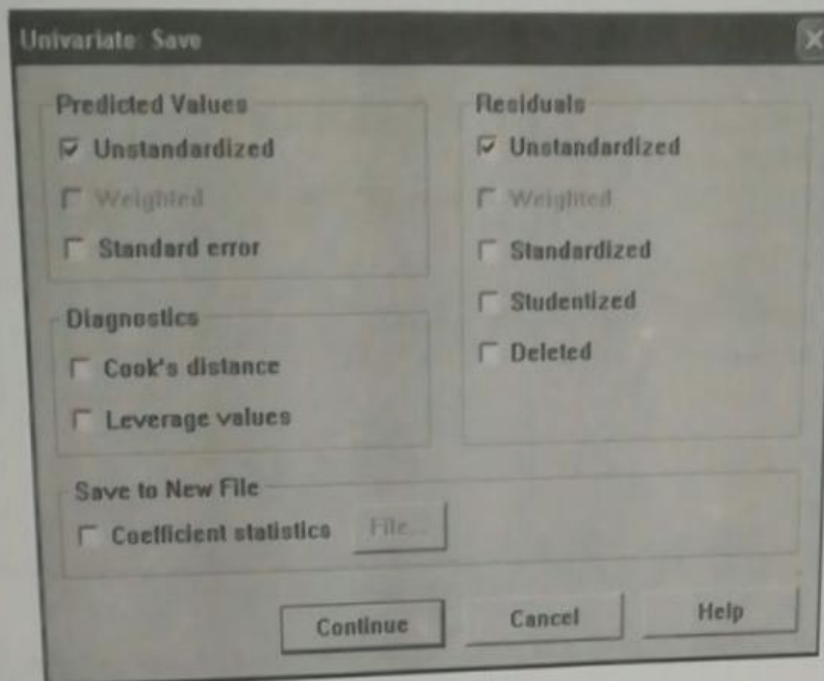 Univariate: Save
Predicted Values
Unstandardized
Weighted
Standard error
Diagnostics
Cook's distance
Leverage values
Residuals
Unstandardized
Weighted
Standardized
Studentized
Deleted
Save to New File
Coefficient statistics File...
Continue Cancel Help